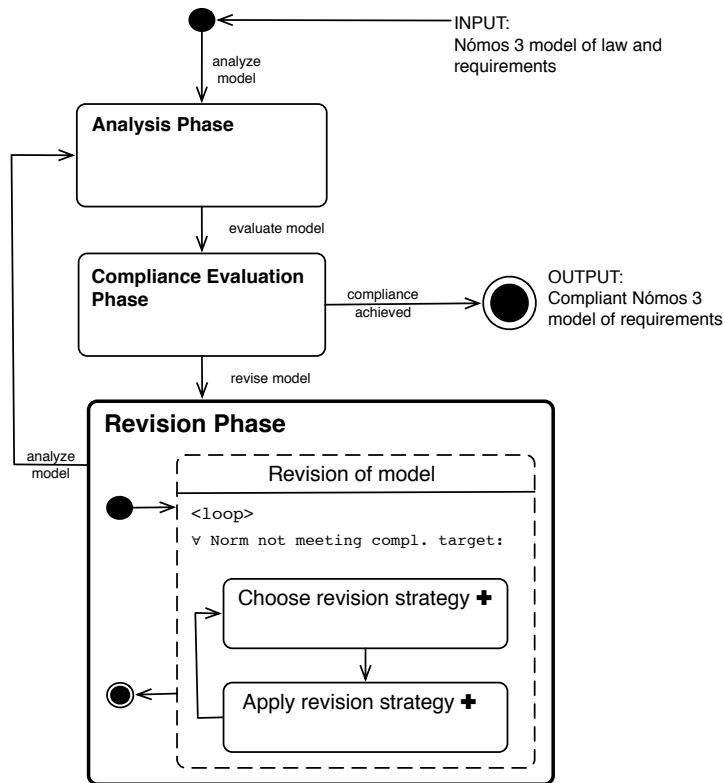 INPUT:
Nómos 3 model of law and
requirements
analyze
model
Analysis Phase
evaluate model
Compliance Evaluation
Phase
compliance
achieved
OUTPUT:
Compliant Nómos 3
model of requirements
revise model
Revision Phase
analyze
model
Revision of model
<loop>
∀ Norm not meeting compl. target:
Choose revision strategy ✚
Apply revision strategy ✚